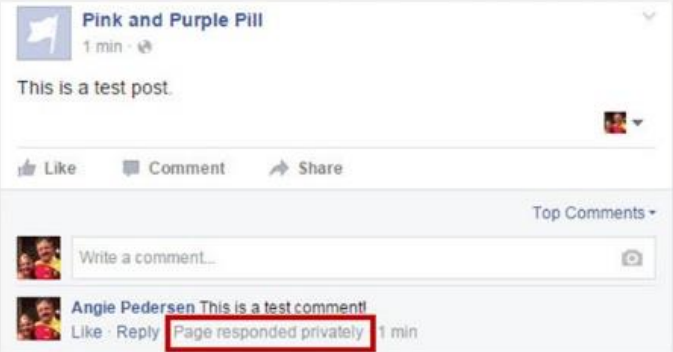 Pink and Purple Pill
1 min ·
This is a test post.
Like Comment Share
Top Comments
Write a comment...
Angie Pedersen This is a test comment!
Like · Reply · Page responded privately · 1 min